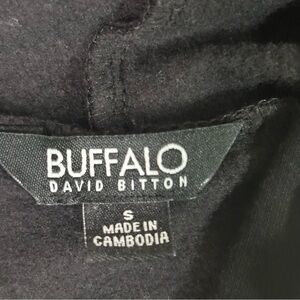 BUFFALO
DAVID BITTON
S
MADE IN
CAMBODIA